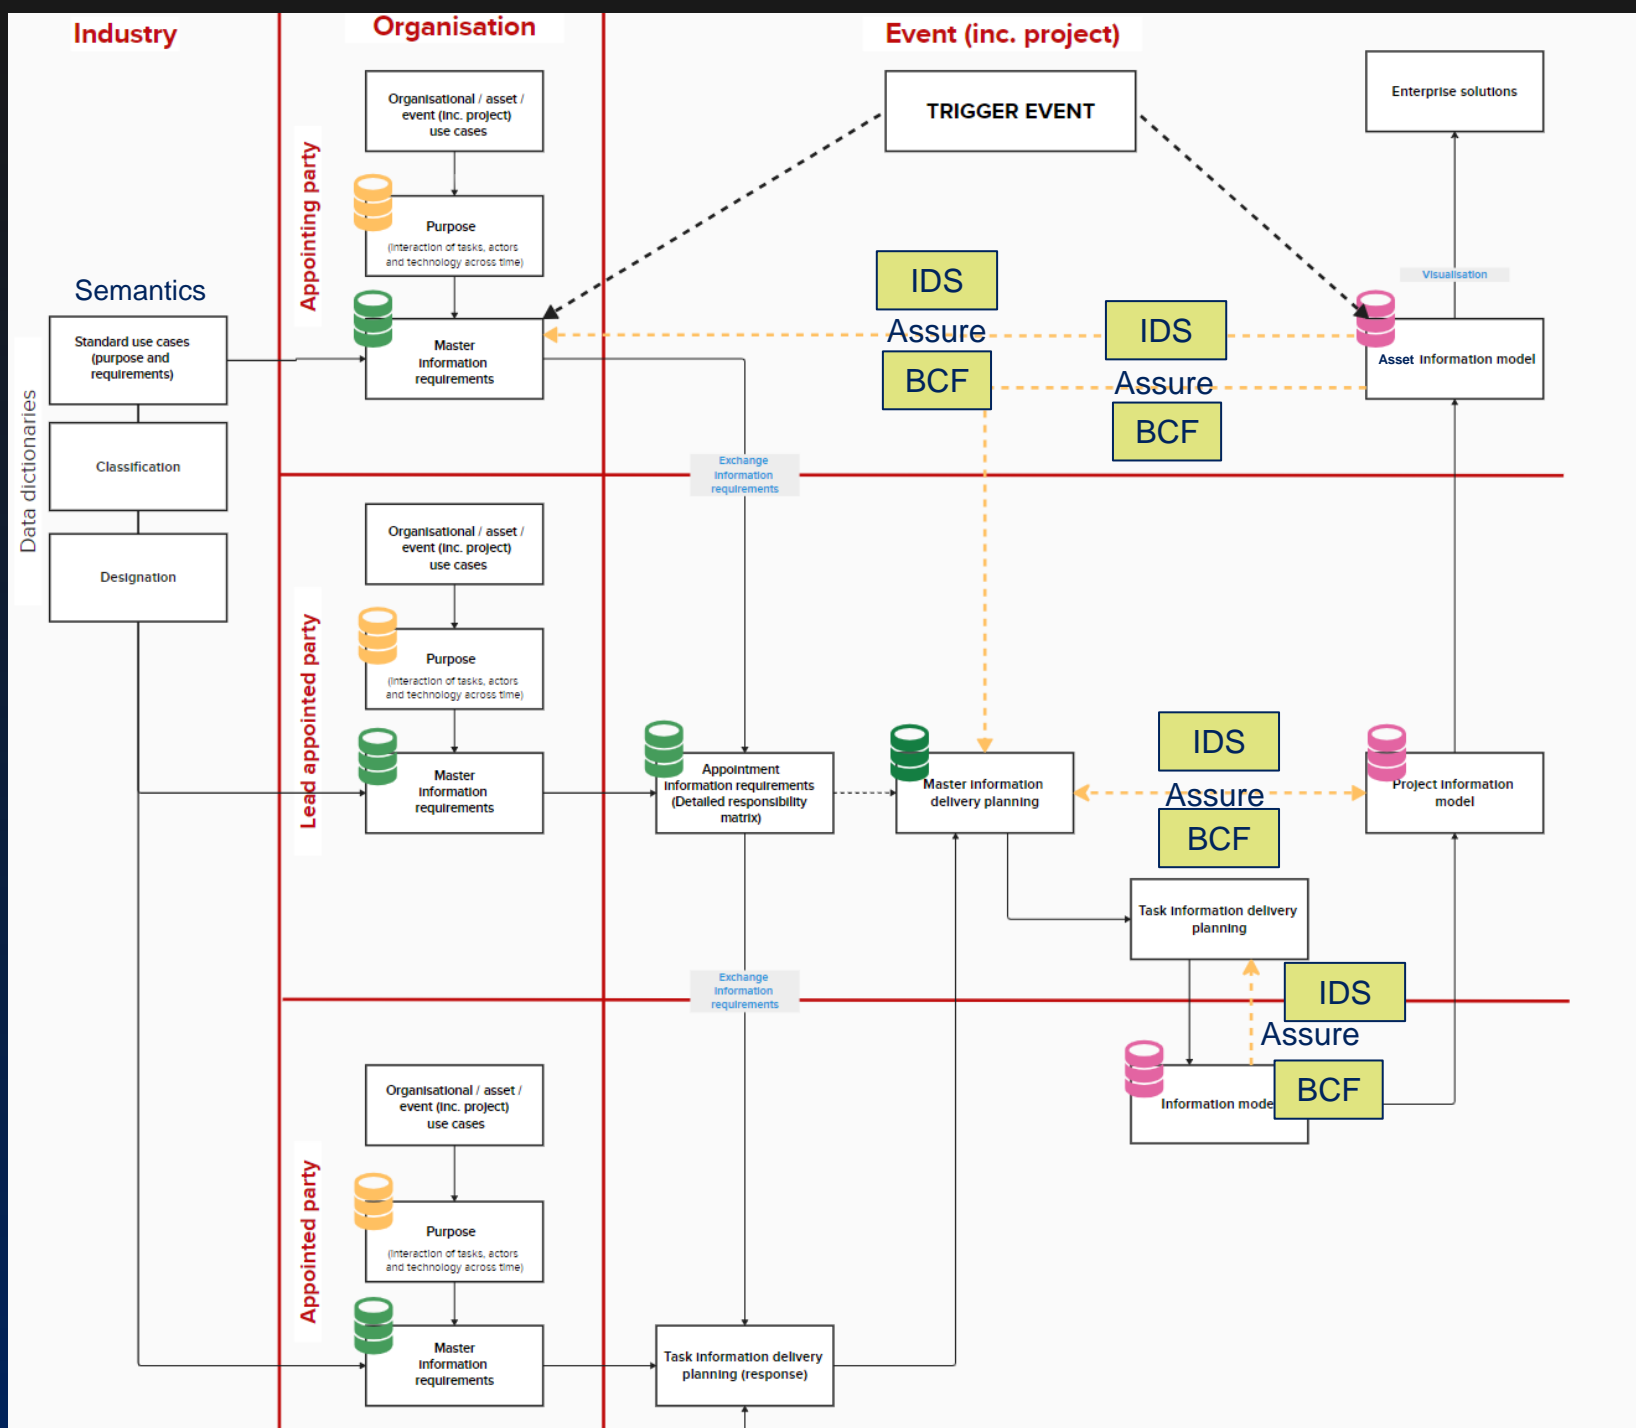 Industry
Organisation
Event (inc. project)
Organisational / asset /
event (inc. project)
use cases
TRIGGER EVENT
Enterprise solutions
Appointing party
Purpose
(interaction of tasks, actors
and technology across time)
Visualisation
Semantics
IDS
Assure
BCF
IDS
Assure
BCF
Standard use cases
(purpose and
requirements)
Master
information
requirements
Asset information model
Data dictionaries
Classification
Designation
Exchange
information
requirements
Lead appointed party
Organisational / asset /
event (inc. project)
use cases
Purpose
(interaction of tasks, actors
and technology across time)
Master
information
requirements
Appointment
information requirements
(Detailed responsibility
matrix)
Master information
delivery planning
IDS
Assure
BCF
Project information
model
Task information delivery
planning
Exchange
information
requirements
IDS
Assure
BCF
Information mode
Appointed party
Organisational / asset /
event (inc. project)
use cases
Purpose
(interaction of tasks, actors
and technology across time)
Master
information
requirements
Task information delivery
planning (response)